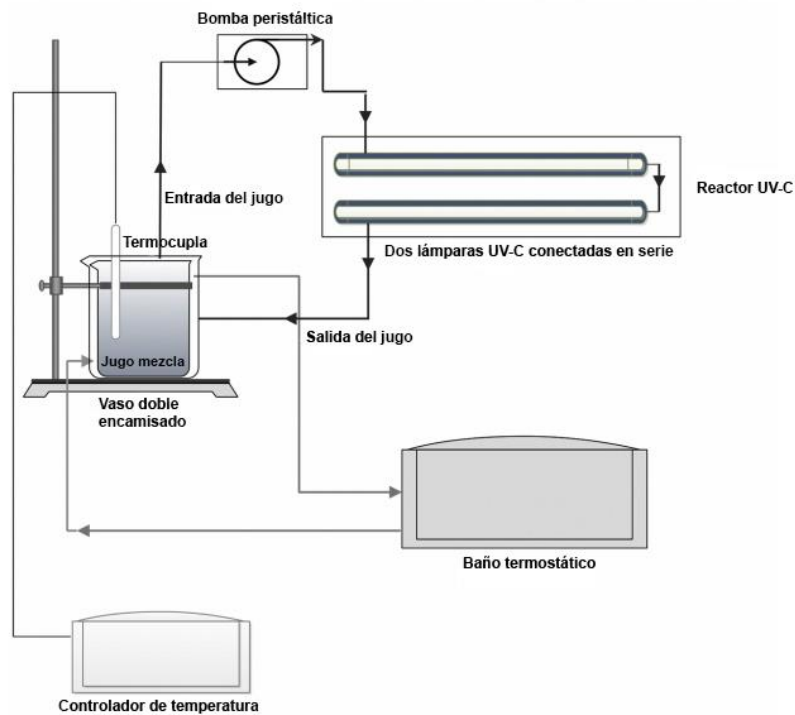 Bomba peristáltica
Entrada del jugo
Reactor UV-C
Termocupla
Dos lámparas UV-C conectadas en serie
Salida del jugo
Jugo mezcla
Vaso doble
encamisado
Baño termostático
Controlador de temperatura